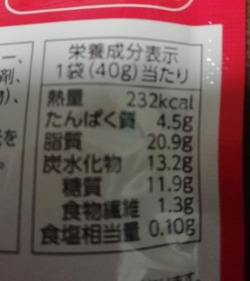 栄養成分表示
1袋(40g)当たり
熱量 232kcal
たんぱく質 4.5g
脂質 20.9g
炭水化物 13.2g
糖質 11.9g
食物繊維 1.3g
食塩相当量 0.10g